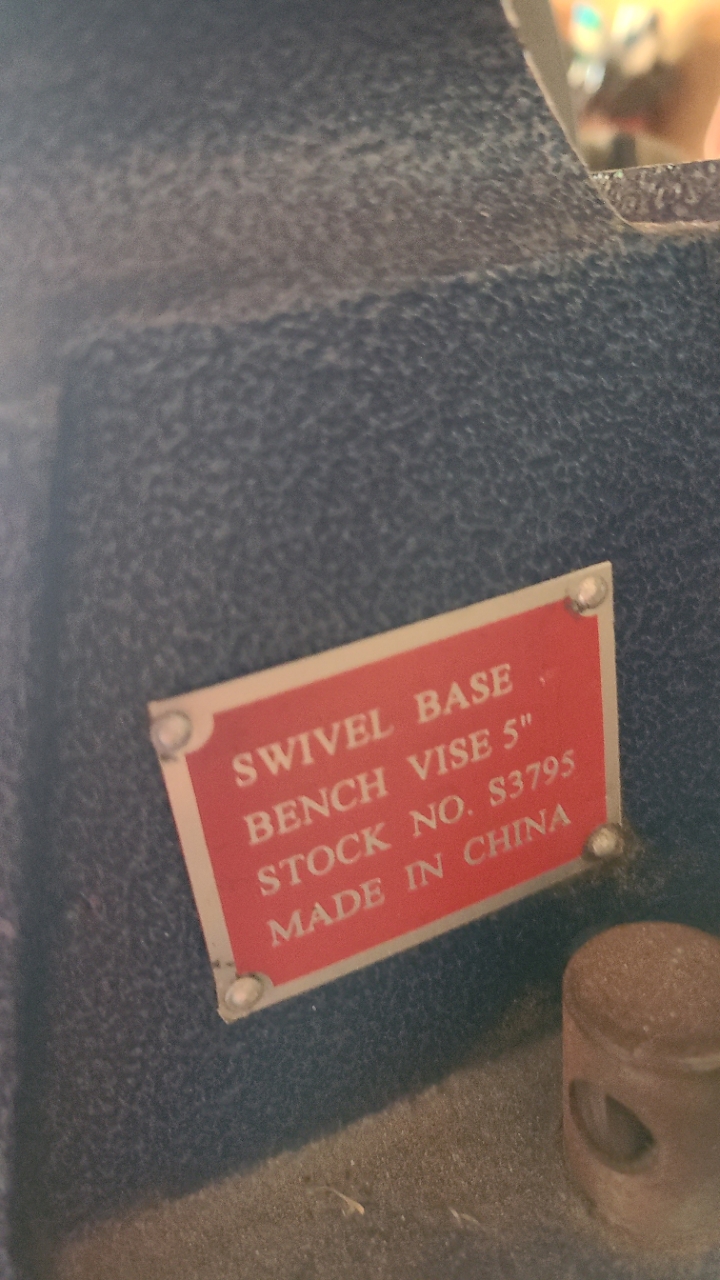 SWIVEL BASE
BENCH VISE 5"
STOCK NO. S3795
MADE IN CHINA